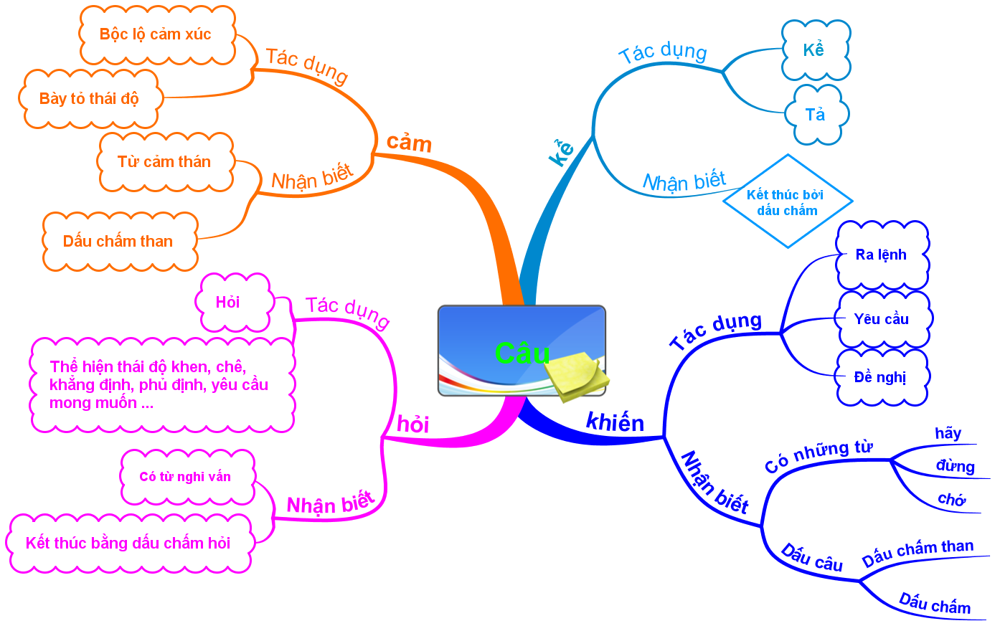 Câu
cảm
Tác dụng
Bộc lộ cảm xúc
Bày tỏ thái độ
Nhận biết
Từ cảm thán
Dấu chấm than
kể
Tác dụng
Kể
Tả
Nhận biết
Kết thúc bởi
dấu chấm
hỏi
Tác dụng
Hỏi
Thể hiện thái độ khen, chê,
khẳng định, phủ định, yêu cầu
mong muốn ...
Nhận biết
Có từ nghi vấn
Kết thúc bằng dấu chấm hỏi
khiến
Tác dụng
Ra lệnh
Yêu cầu
Đề nghị
Nhận biết
Có những từ
hãy
đừng
chớ
Dấu câu
Dấu chấm than
Dấu chấm